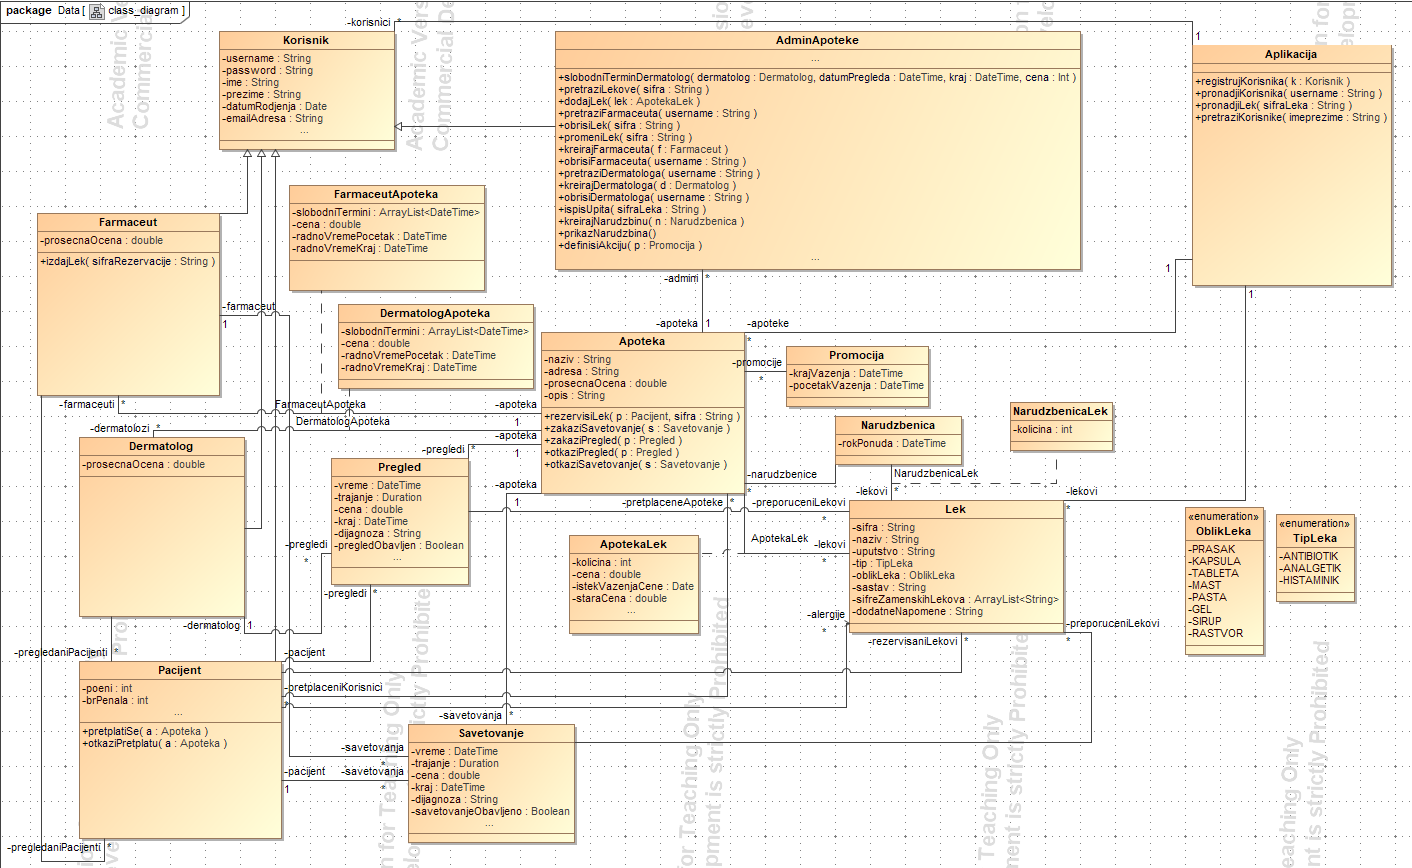 package Data [ class_diagram ]
-korisnici *
Korisnik
-username : String
-password : String
-ime : String
-prezime : String
-datumRodjenja : Date
-emailAdresa : String
...
AdminApoteke
...
+slobodniTerminDermatolog( dermatolog : Dermatolog, datumPregleda : DateTime, kraj : DateTime, cena : Int )
+pretraziLekove( sifra : String )
+dodajLek( lek : ApotekaLek )
+pretraziFarmaceuta( username : String )
+obrisiLek( sifra : String )
+promeniLek( sifra : String )
+kreirajFarmaceuta( f : Farmaceut )
+obrisiFarmaceuta( username : String )
+pretraziDermatologa( username : String )
+kreirajDermatologa( d : Dermatolog )
+obrisiDermatologa( username : String )
+ispisUpita( sifraLeka : String )
+kreirajNarudzbinu( n : Narudzbenica )
+prikazNarudzbina()
+definisiAkciju( p : Promocija )
...
1
Aplikacija
+registrujKorisnika( k : Korisnik )
+pronadjiKorisnika( username : String )
+pronadjiLek( sifraLeka : String )
+pretraziKorisnike( imeprezime : String )
1
1
-admini *
-apoteka 1
-apoteke
*
Farmaceut
-prosecnaOcena : double
+izdajLek( sifraRezervacije : String )
FarmaceutApoteka
-slobodniTermini : ArrayList<DateTime>
-cena : double
-radnoVremePocetak : DateTime
-radnoVremeKraj : DateTime
-farmaceut
1
DermatologApoteka
-slobodniTermini : ArrayList<DateTime>
-cena : double
-radnoVremePocetak : DateTime
-radnoVremeKraj : DateTime
Apoteka
-naziv : String
-adresa : String
-prosecnaOcena : double
-opis : String
+rezervisiLek( p : Pacijent, sifra : String )
+zakaziSavetovanje( s : Savetovanje )
+zakaziPregled( p : Pregled )
+otkaziPregled( p : Pregled )
+otkaziSavetovanje( s : Savetovanje )
-promocije
*
Promocija
-krajVazenja : DateTime
-pocetakVazenja : DateTime
-farmaceuti *
FarmaceutApoteka
-apoteka
1
DermatologApoteka
-dermatolozi *
-apoteka
1
-apoteka
1
Narudzbenica
-rokPonuda : DateTime
NarudzbenicaLek
-kolicina : int
Dermatolog
-prosecnaOcena : double
-pregledi *
Pregled
-vreme : DateTime
-trajanje : Duration
-cena : double
-kraj : DateTime
-dijagnoza : String
-pregledObavljen : Boolean
...
-narudzbenice
*
NarudzbenicaLek
-lekovi *
-lekovi
*
-pretplaceneApoteke *
-preporuceniLekovi
*
Lek
-sifra : String
-naziv : String
-uputstvo : String
-tip : TipLeka
-oblikLeka : OblikLeka
-sastav : String
-sifreZamenskihLekova : ArrayList<String>
-dodatneNapomene : String
«enumeration»
OblikLeka
-PRASAK
-KAPSULA
-TABLETA
-MAST
-PASTA
-GEL
-SIRUP
-RASTVOR
«enumeration»
TipLeka
-ANTIBIOTIK
-ANALGETIK
-HISTAMINIK
ApotekaLek
-kolicina : int
-cena : double
-istekVazenjaCene : Date
-staraCena : double
...
ApotekaLek
-lekovi
*
-pregledi
*
-pregledi *
-dermatolog 1
-alergije
*
-rezervisaniLekovi *
-preporuceniLekovi
*
-pregledaniPacijenti *
Pacijent
-poeni : int
-brPenala : int
...
+pretplatiSe( a : Apoteka )
+otkaziPretplatu( a : Apoteka )
-pacijent
-pretplaceniKorisnici
*
-savetovanja *
Savetovanje
-vreme : DateTime
-trajanje : Duration
-cena : double
-kraj : DateTime
-dijagnoza : String
-savetovanjeObavljeno : Boolean
...
-savetovanja
*
-pacijent
1
-savetovanja
*
-pregledaniPacijenti *